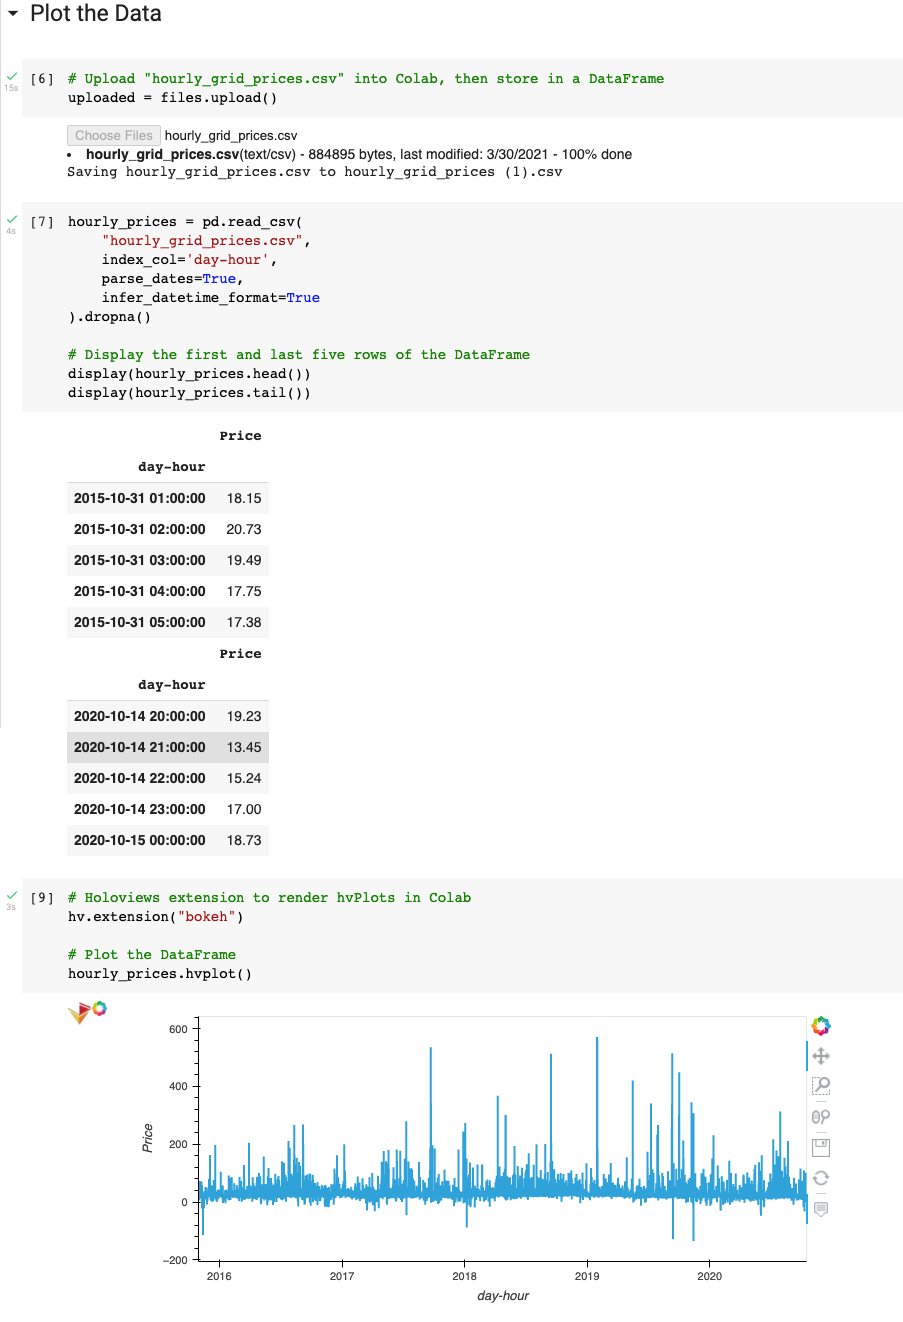 Plot the Data
15s
[6] # Upload "hourly_grid_prices.csv" into Colab, then store in a DataFrame
uploaded = files.upload()
Choose Files hourly_grid_prices.csv
• hourly_grid_prices.csv(text/csv) - 884895 bytes, last modified: 3/30/2021 - 100% done
Saving hourly_grid_prices.csv to hourly_grid_prices (1).csv
4s
[7] hourly_prices = pd.read_csv(
"hourly_grid_prices.csv",
index_col='day-hour',
parse_dates=True,
infer_datetime_format=True
).dropna()
# Display the first and last five rows of the DataFrame
display(hourly_prices.head())
display(hourly_prices.tail())
Price
day-hour
2015-10-31 01:00:00 18.15
2015-10-31 02:00:00 20.73
2015-10-31 03:00:00 19.49
2015-10-31 04:00:00 17.75
2015-10-31 05:00:00 17.38
Price
day-hour
2020-10-14 20:00:00 19.23
2020-10-14 21:00:00 13.45
2020-10-14 22:00:00 15.24
2020-10-14 23:00:00 17.00
2020-10-15 00:00:00 18.73
3s
[9] # Holoviews extension to render hvPlots in Colab
hv.extension("bokeh")
# Plot the DataFrame
hourly_prices.hvplot()
600
400
200
0
−200
Price
2016 2017 2018 2019 2020
day-hour